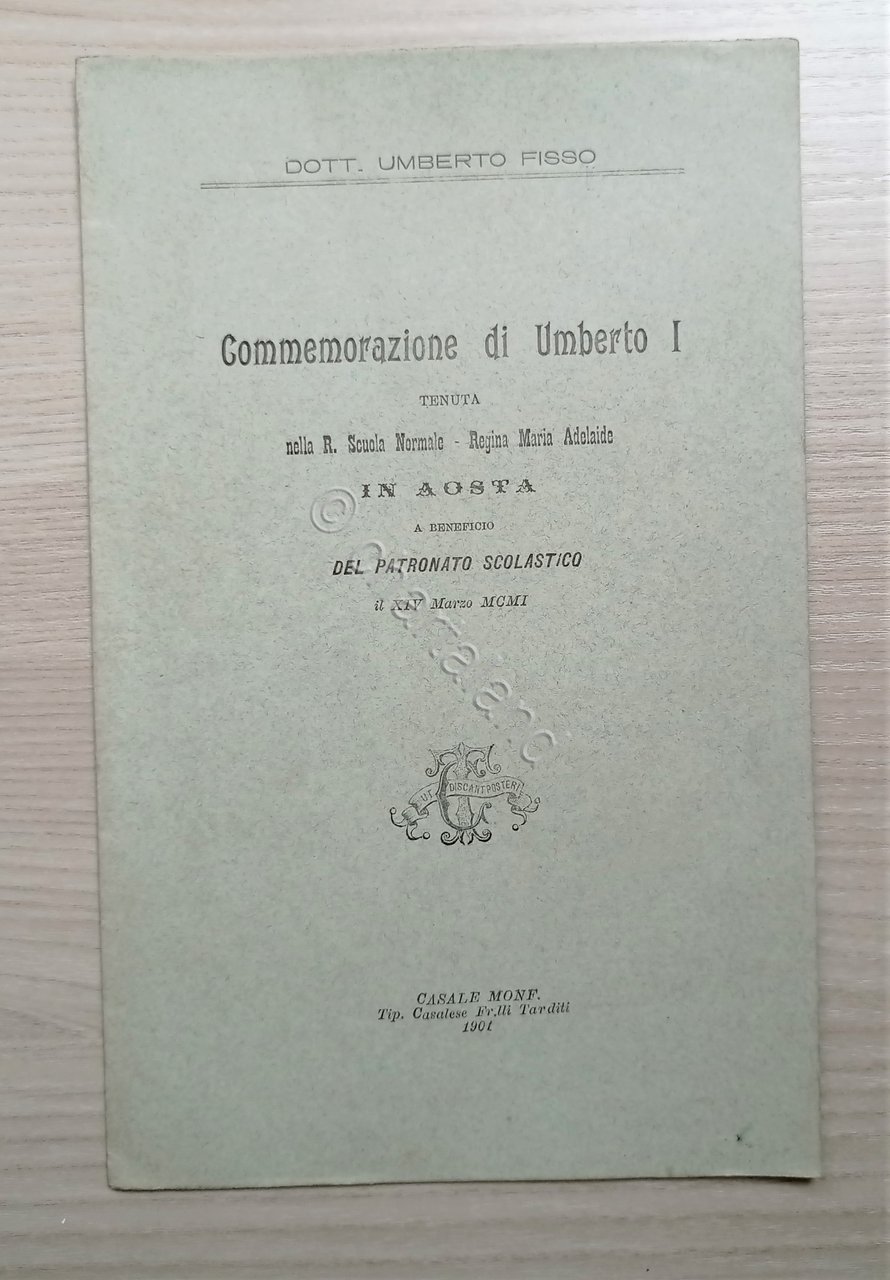 DOTT. UMBERTO FISSO
Commemorazione di Umberto I
TENUTA
nella R. Scuola Normale - Regina Maria Adelaide
IN AOSTA
A BENEFICIO
DEL PATRONATO SCOLASTICO
il XIV Marzo MCMI
UT DISCANT POSTERI
CASALE MONF.
Tip. Casalese Fr.lli Tarditi
1901